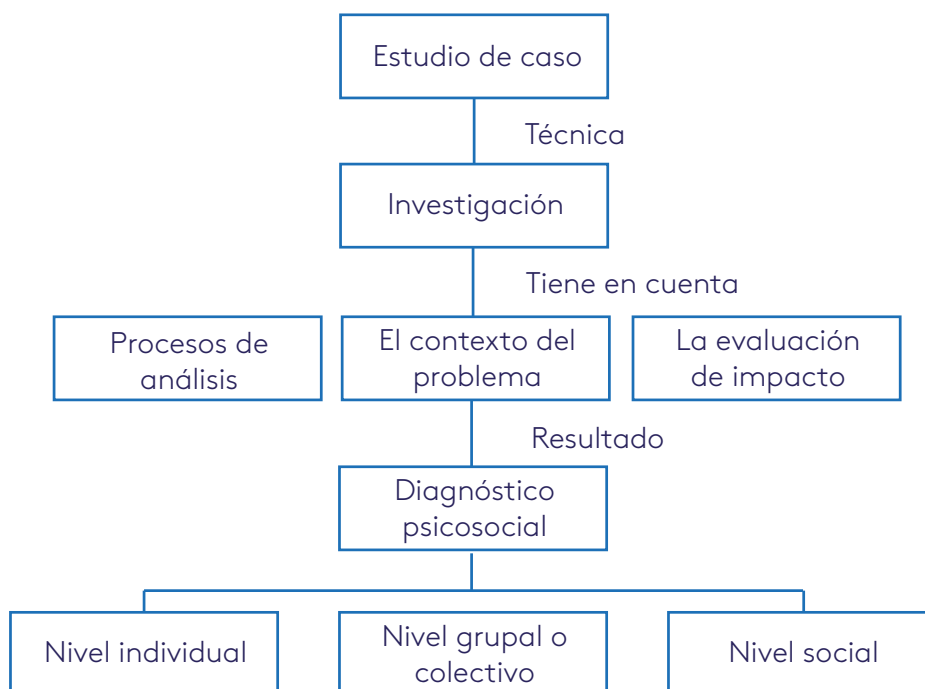 Estudio de caso
Técnica
Investigación
Tiene en cuenta
Procesos de
análisis
El contexto del
problema
La evaluación
de impacto
Resultado
Diagnóstico
psicosocial
Nivel individual
Nivel grupal o
colectivo
Nivel social